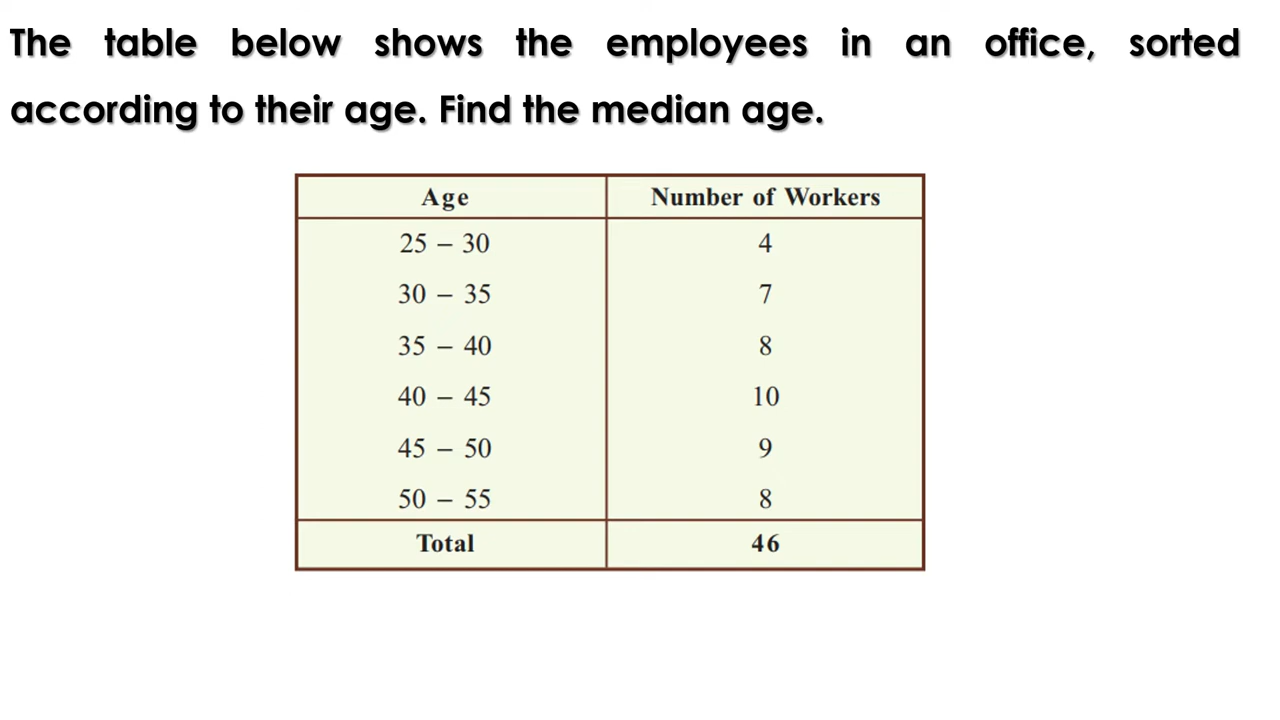 The table below shows the employees in an office, sorted
according to their age. Find the median age.
Age Number of Workers
25 – 30 4
30 – 35 7
35 – 40 8
40 – 45 10
45 – 50 9
50 – 55 8
Total 46